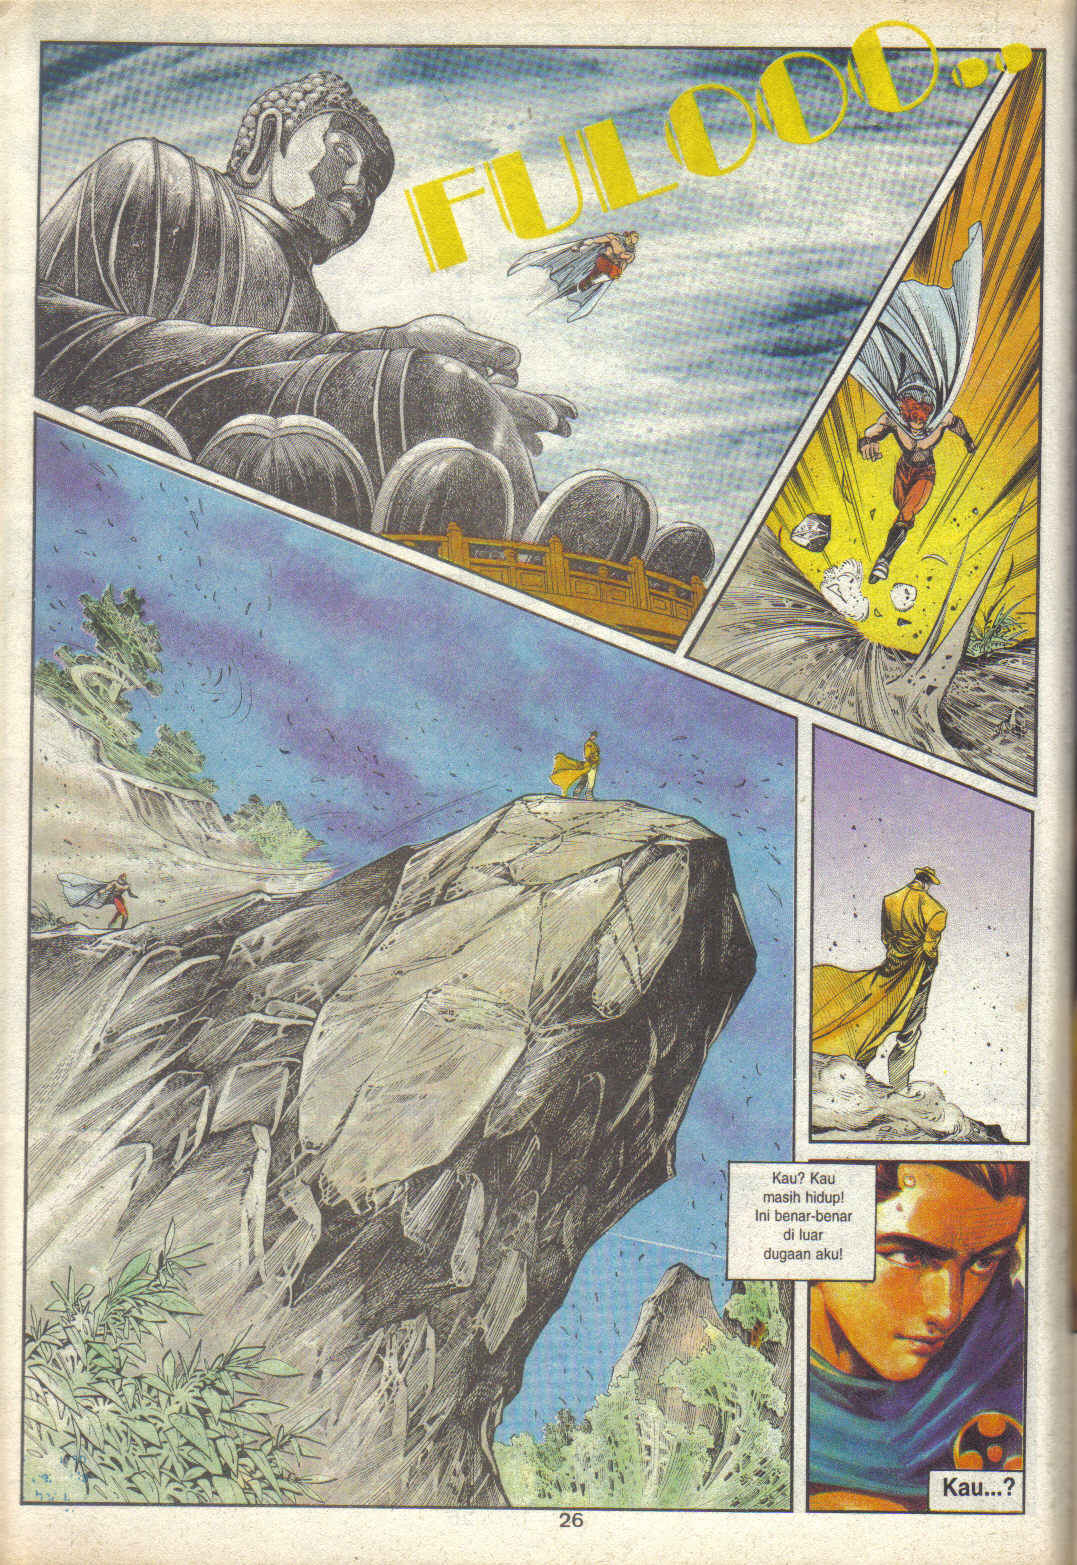 FULOOO..
Kau? Kau
masih hidup!
Ini benar-benar
di luar
dugaan aku!
Kau...?
26